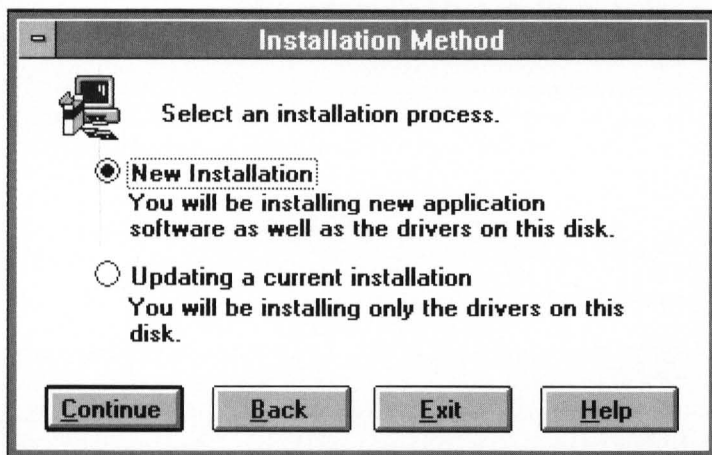 Installation Method
Select an installation process.
New Installation
You will be installing new application
software as well as the drivers on this disk.
Updating a current installation
You will be installing only the drivers on this
disk.
Continue Back Exit Help